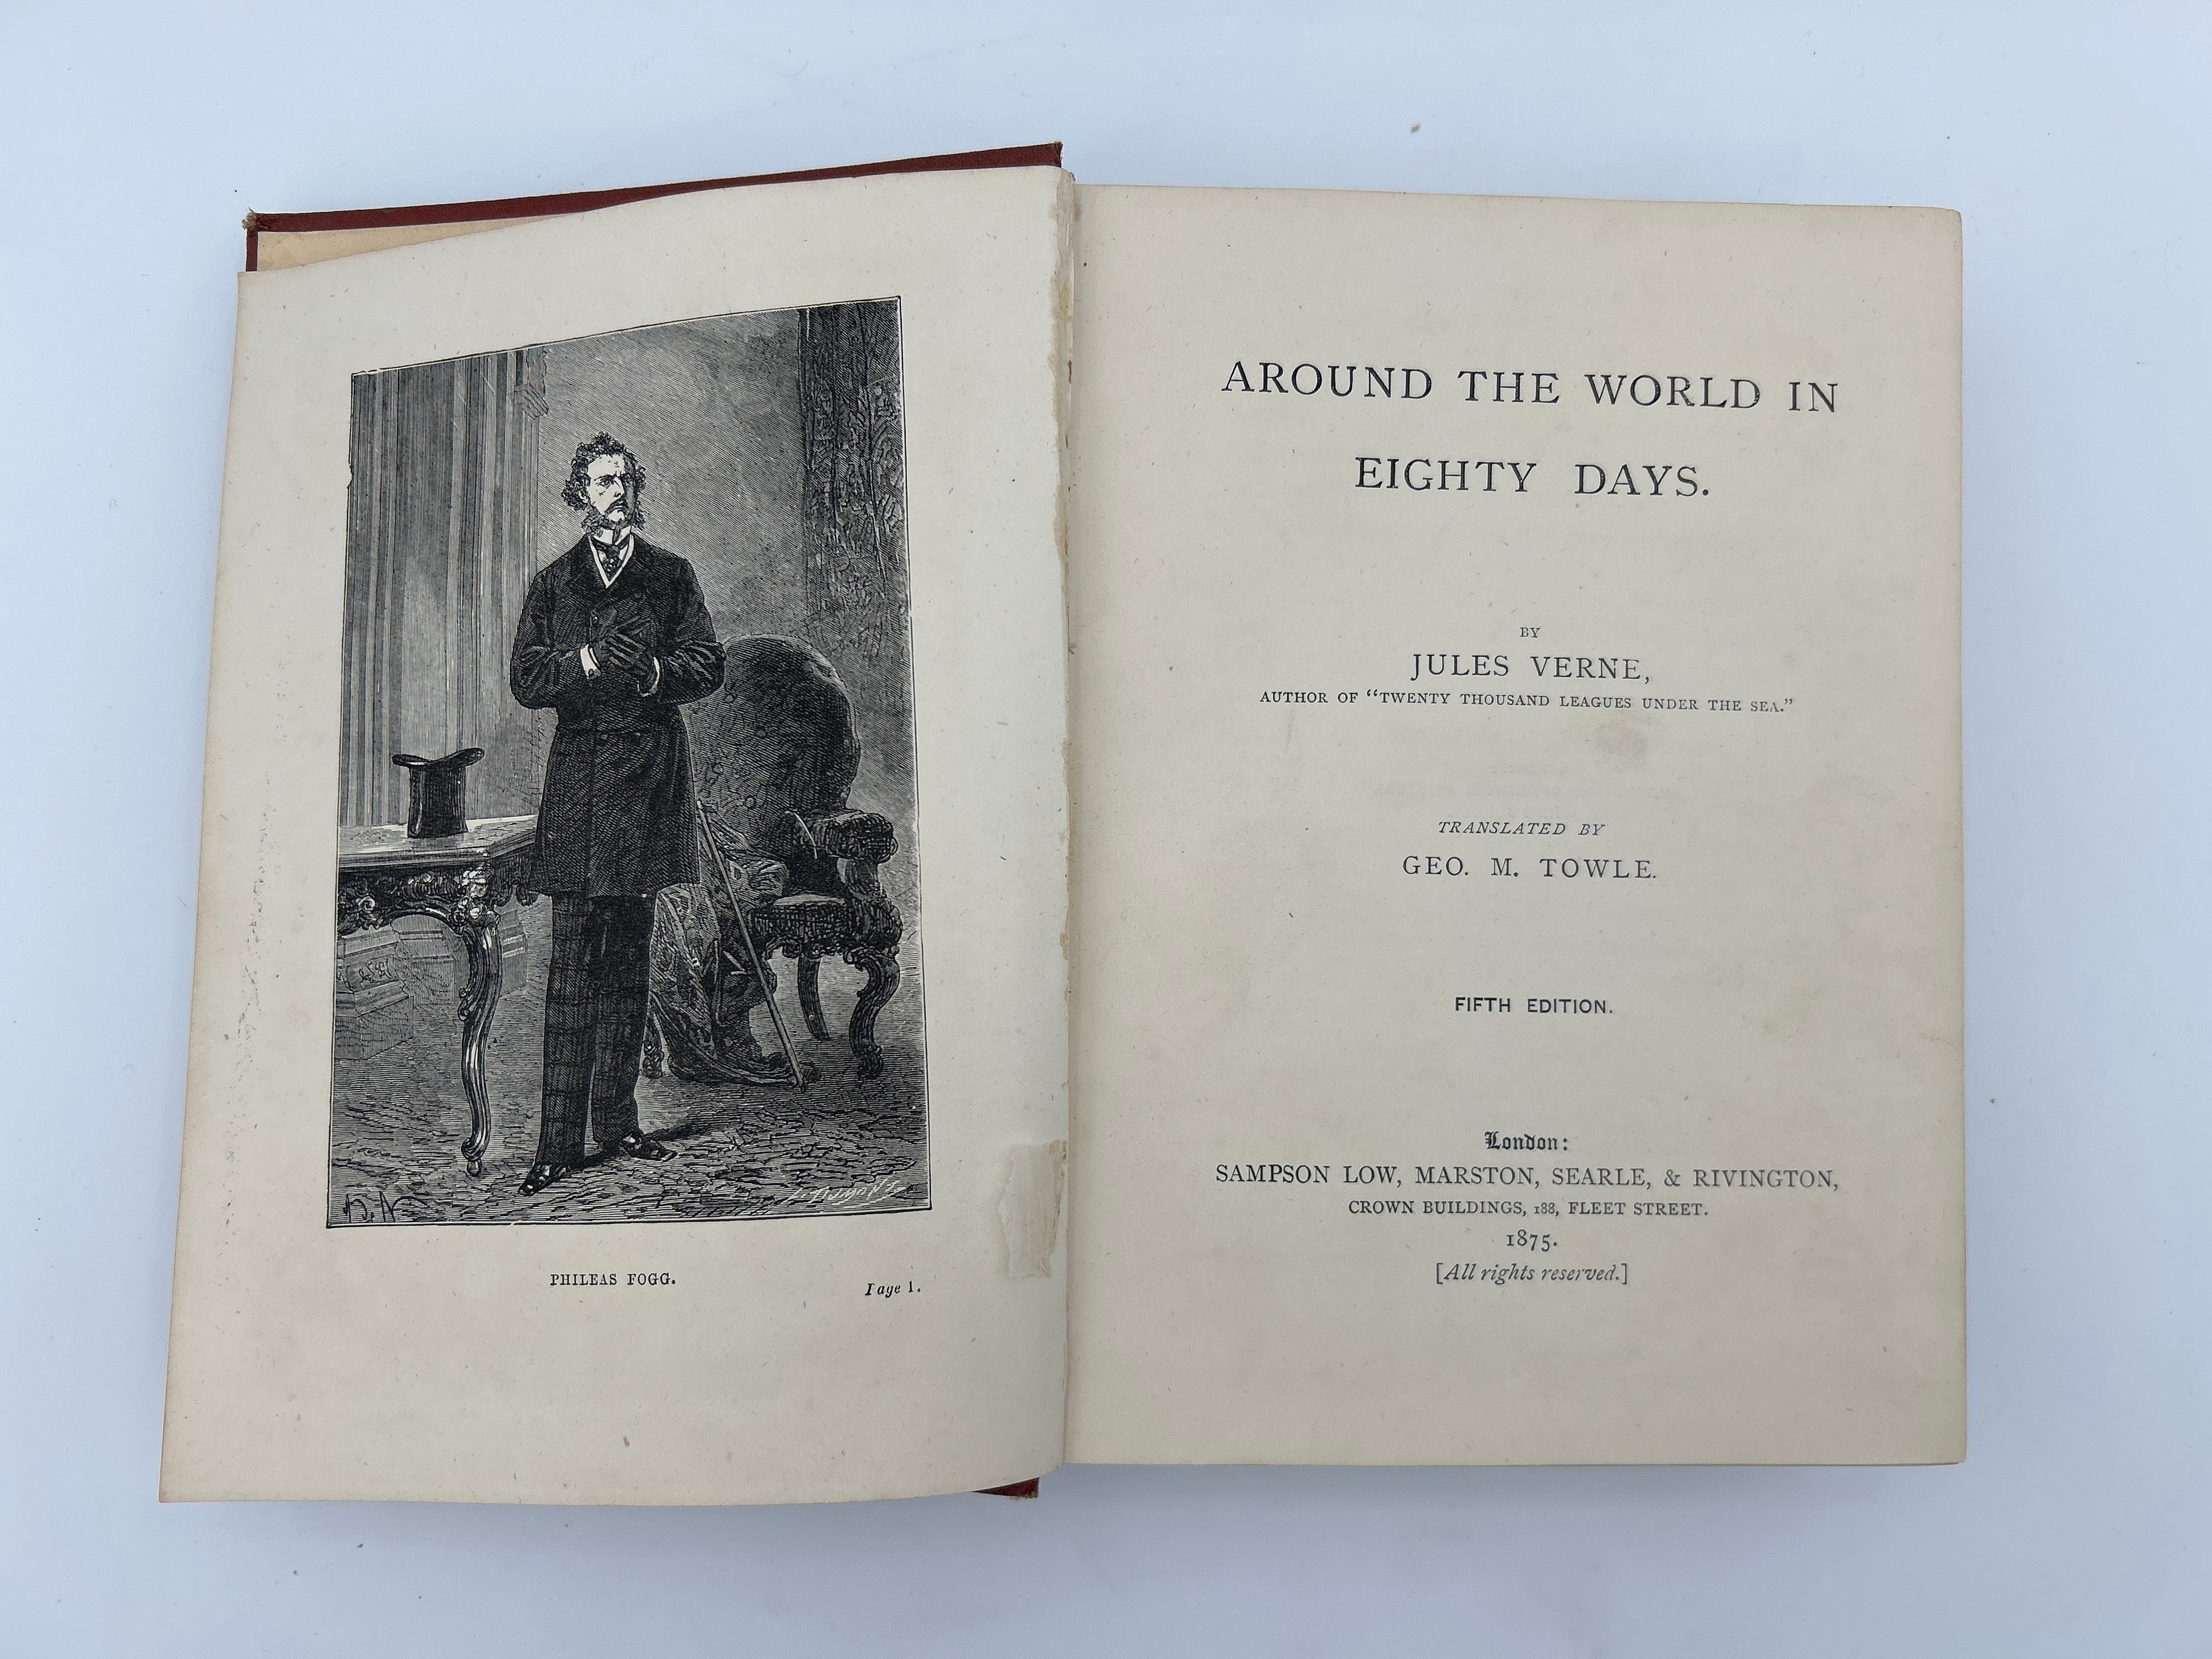 PHILEAS FOGG.
Page 1.
AROUND THE WORLD IN
EIGHTY DAYS.
BY
JULES VERNE,
AUTHOR OF “TWENTY THOUSAND LEAGUES UNDER THE SEA.”
TRANSLATED BY
GEO. M. TOWLE.
FIFTH EDITION.
London:
SAMPSON LOW, MARSTON, SEARLE, & RIVINGTON,
CROWN BUILDINGS, 188, FLEET STREET.
1875.
[All rights reserved.]